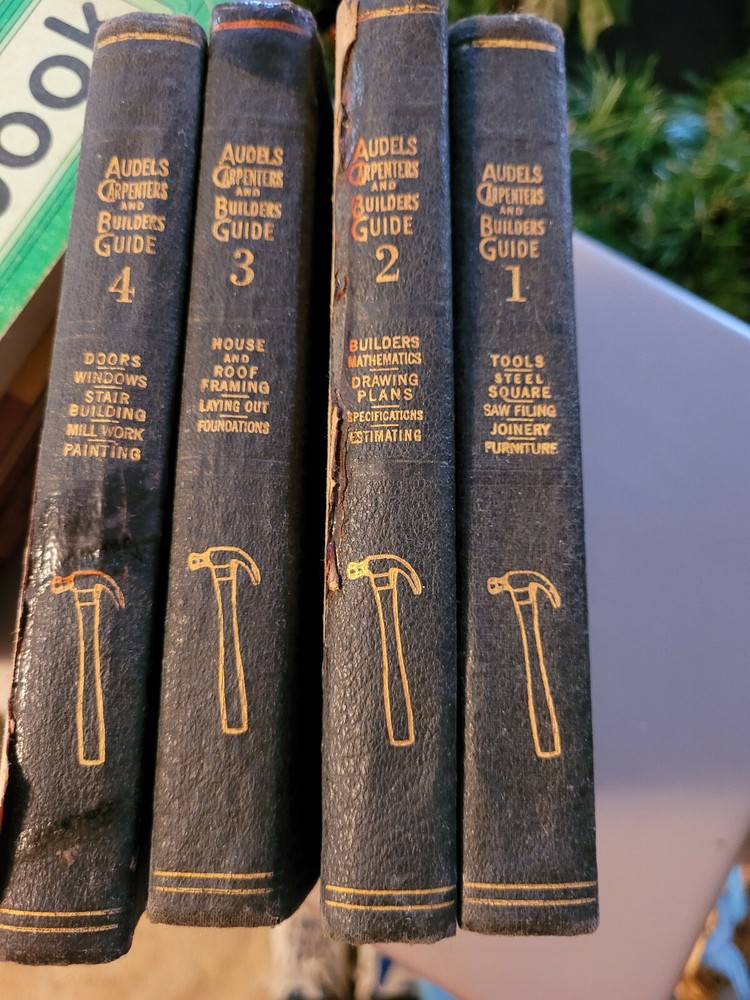 OOK
AUDELS
CARPENTERS
AND
BUILDERS
GUIDE
4
DOORS
WINDOWS
STAIR
BUILDING
MILL WORK
PAINTING
AUDELS
CARPENTERS
AND
BUILDERS
GUIDE
3
HOUSE
AND
ROOF
FRAMING
LAYING OUT
FOUNDATIONS
AUDELS
CARPENTERS
AND
BUILDERS
GUIDE
2
BUILDERS
MATHEMATICS
DRAWING
PLANS
SPECIFICATIONS
ESTIMATING
AUDELS
CARPENTERS
AND
BUILDERS'
GUIDE
1
TOOLS
STEEL
SQUARE
SAW FILING
JOINERY
FURNITURE